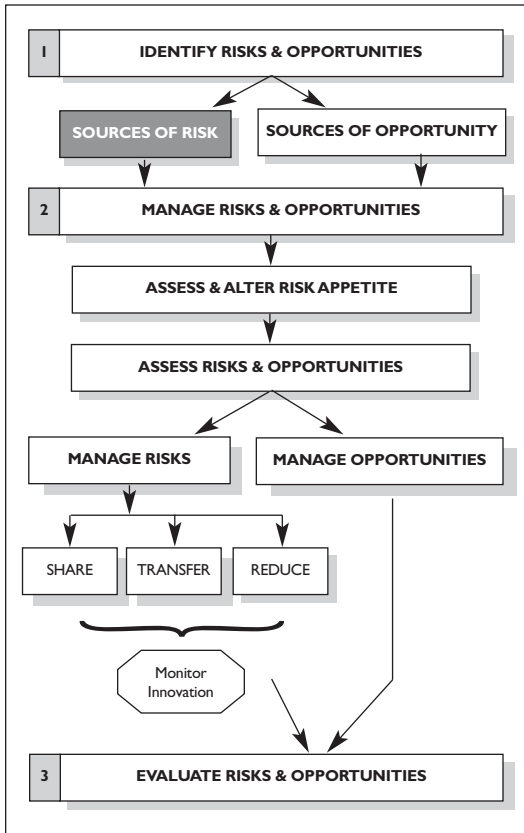 1 IDENTIFY RISKS & OPPORTUNITIES
SOURCES OF RISK
SOURCES OF OPPORTUNITY
2 MANAGE RISKS & OPPORTUNITIES
ASSESS & ALTER RISK APPETITE
ASSESS RISKS & OPPORTUNITIES
MANAGE RISKS
MANAGE OPPORTUNITIES
SHARE
TRANSFER
REDUCE
Monitor
Innovation
3 EVALUATE RISKS & OPPORTUNITIES